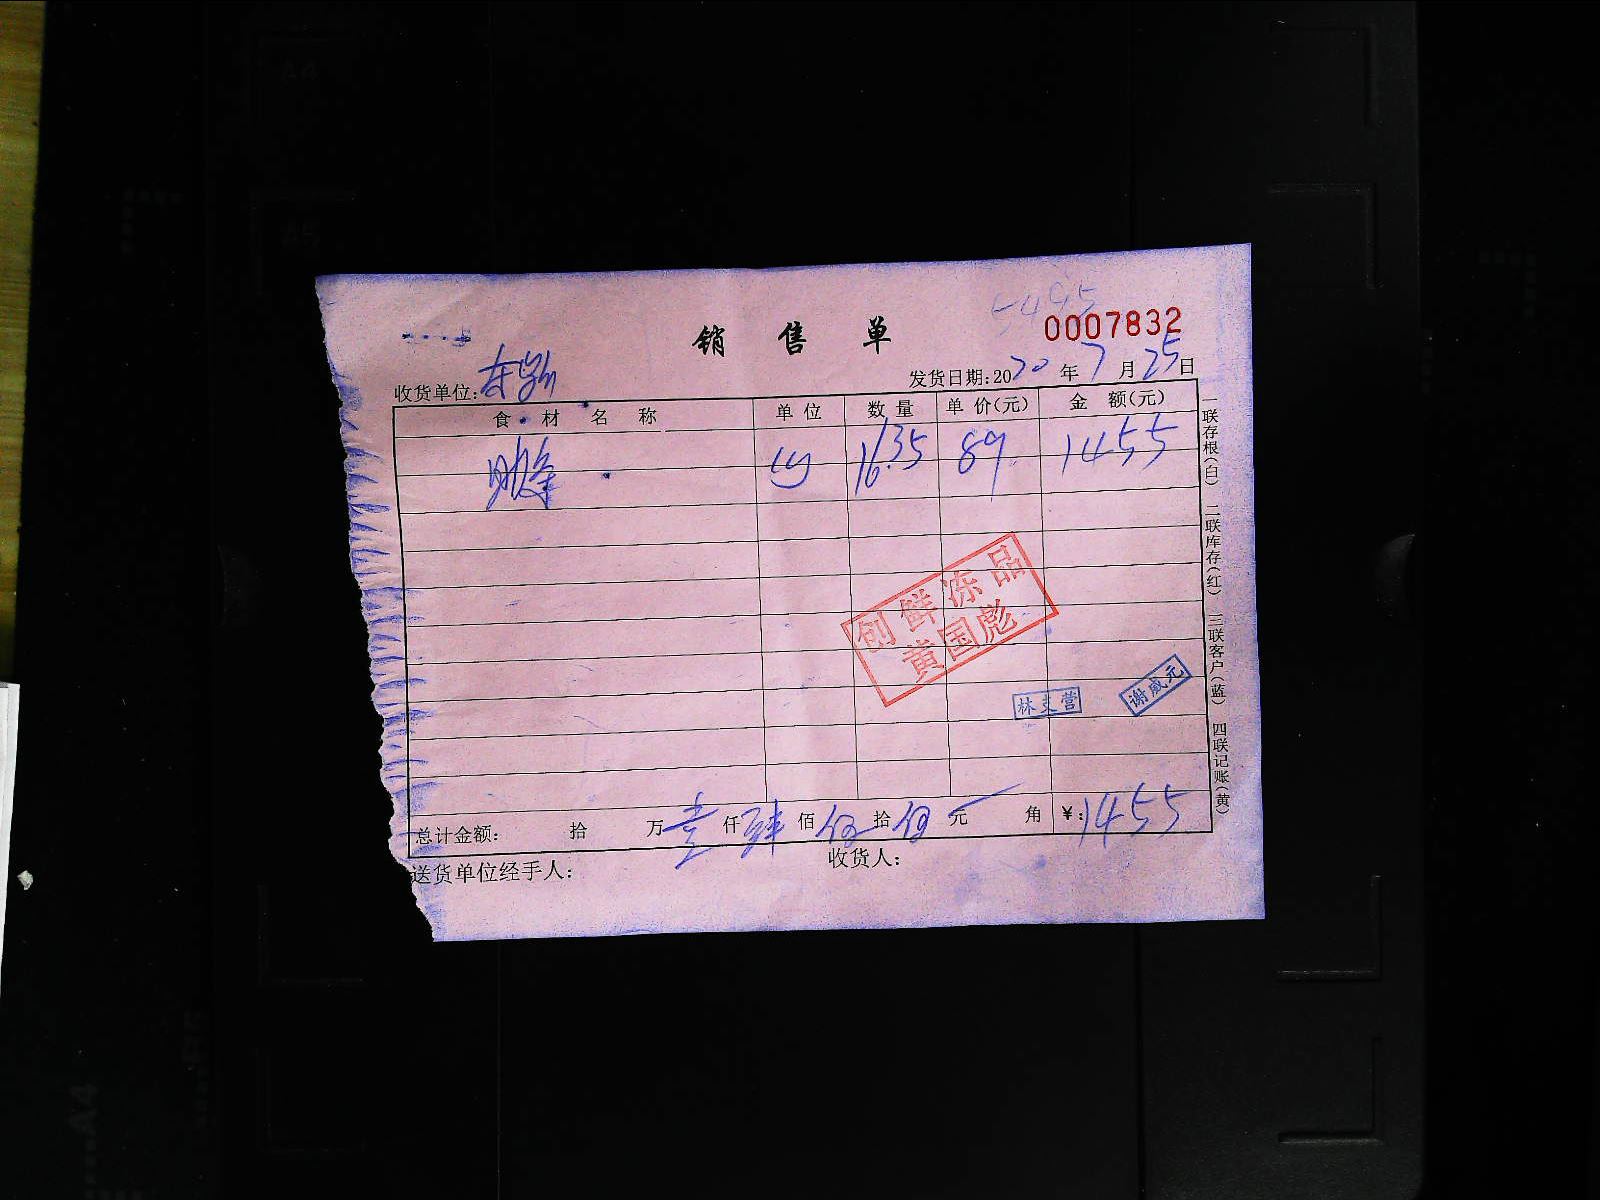 5495
销售单
0007832
收货单位:
发货日期:2020年7月25日
食材名称 单位 数量 单价(元) 金额(元)
16.35 89 1455
创鲜冻品
黄国彪
林支营
谢威元
总计金额: 拾 万壹仟肆佰伍拾伍元 角 ¥:1455
送货单位经手人: 收货人:
一联存根(白) 二联库存(红) 三联客户(蓝) 四联记账(黄)